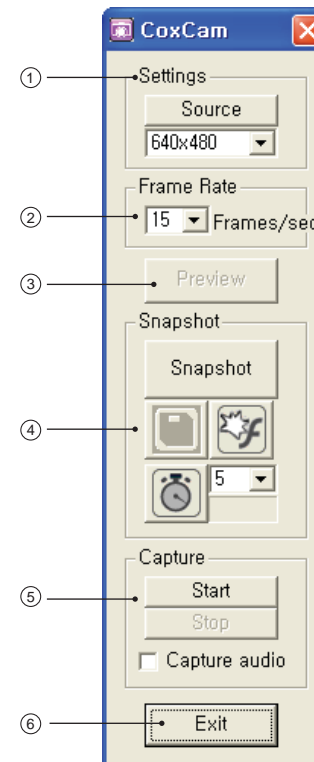 CoxCam
① Settings
Source
640x480
Frame Rate
② 15 Frames/sec
③ Preview
Snapshot
Snapshot
④
5
Capture
⑤ Start
Stop
Capture audio
⑥ Exit